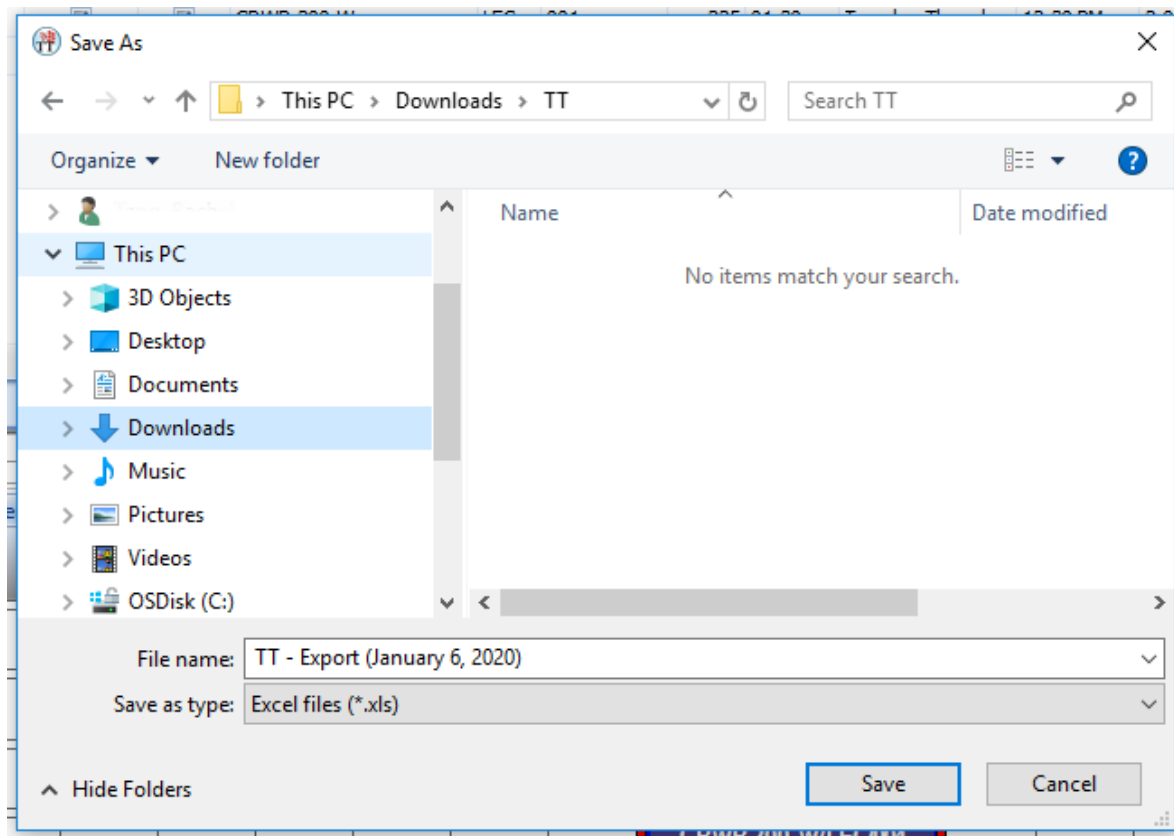 Save As
This PC > Downloads > TT
Search TT
Organize
New folder
Name
Date modified
This PC
No items match your search.
3D Objects
Desktop
Documents
Downloads
Music
Pictures
Videos
OSDisk (C:)
File name: TT - Export (January 6, 2020)
Save as type: Excel files (*.xls)
Hide Folders
Save
Cancel